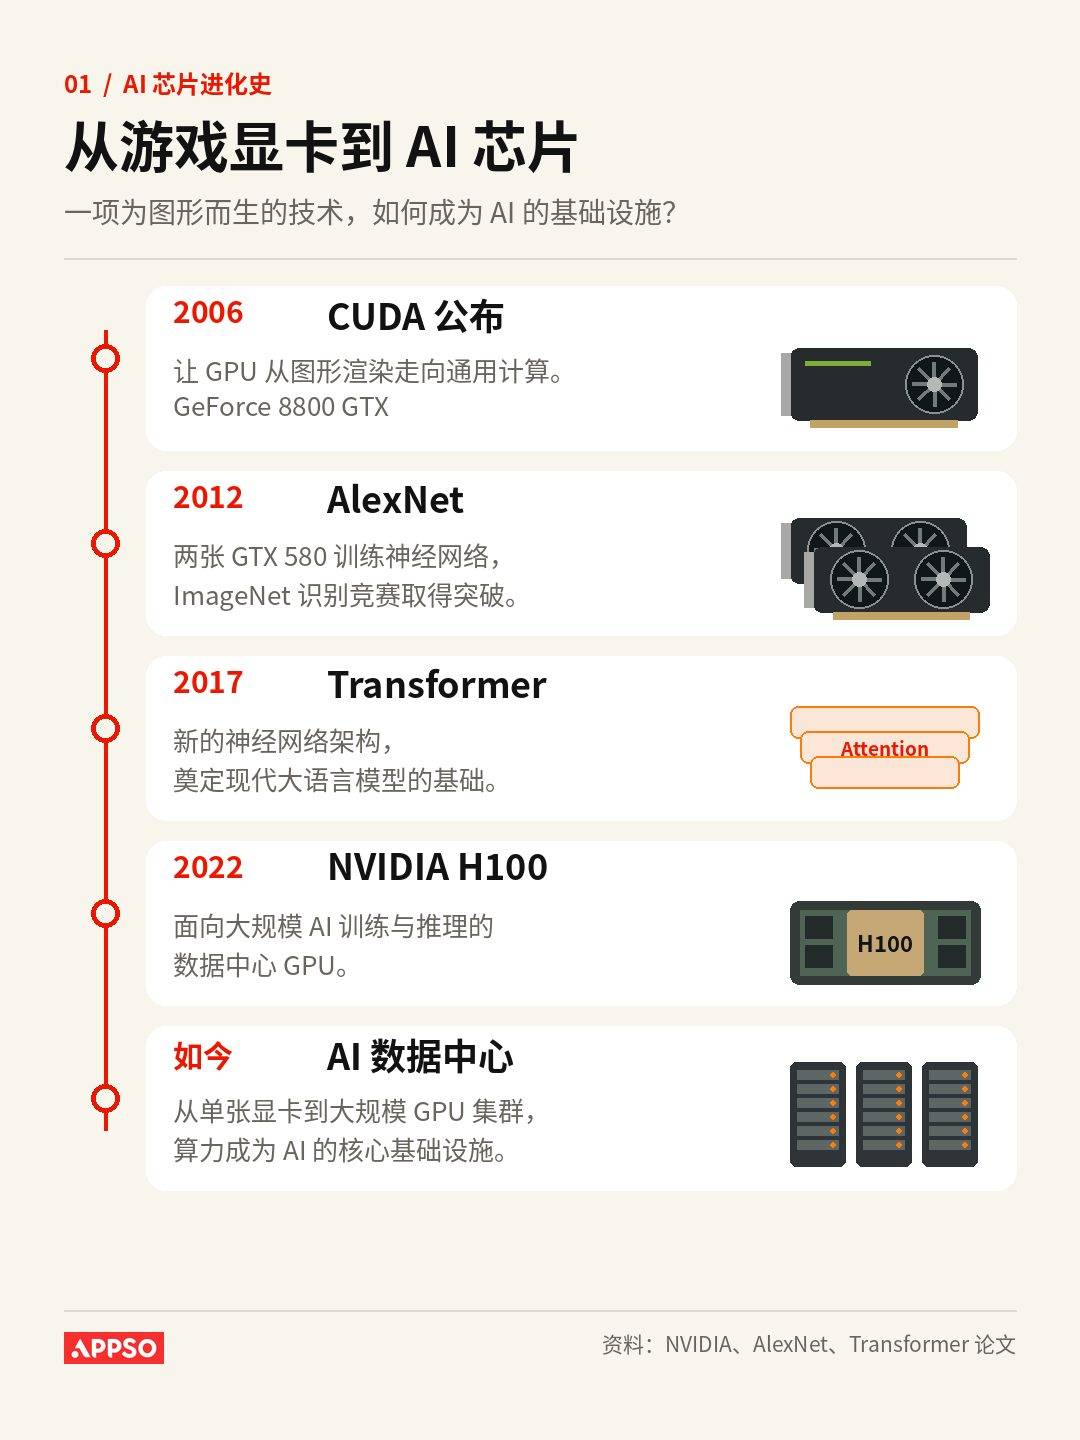 01 / AI 芯片进化史
从游戏显卡到 AI 芯片
一项为图形而生的技术，如何成为 AI 的基础设施？
2006 CUDA 公布
让 GPU 从图形渲染走向通用计算。
GeForce 8800 GTX
2012 AlexNet
两张 GTX 580 训练神经网络，
ImageNet 识别竞赛取得突破。
2017 Transformer
新的神经网络架构，
奠定现代大语言模型的基础。
Attention
2022 NVIDIA H100
面向大规模 AI 训练与推理的
数据中心 GPU。
H100
如今 AI 数据中心
从单张显卡到大规模 GPU 集群，
算力成为 AI 的核心基础设施。
APPSO
资料：NVIDIA、AlexNet、Transformer 论文